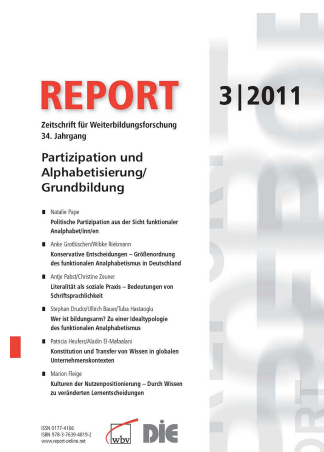 REPORT
3|2011
Zeitschrift für Weiterbildungsforschung
34. Jahrgang
Partizipation und
Alphabetisierung/
Grundbildung
Natalie Pape
Politische Partizipation aus der Sicht funktionaler
Analphabet/inn/en
Anke Grotlüschen/Wibke Riekmann
Konservative Entscheidungen – Größenordnung
des funktionalen Analphabetismus in Deutschland
Antje Pabst/Christine Zeuner
Literalität als soziale Praxis – Bedeutungen von
Schriftsprachlichkeit
Stephan Drucks/Ullrich Bauer/Tuba Hastaoglu
Wer ist bildungsarm? Zu einer Idealtypologie
des funktionalen Analphabetismus
Patricia Heufers/Aladin El-Mafaalani
Konstitution und Transfer von Wissen in globalen
Unternehmenskontexten
Marion Fleige
Kulturen der Nutzenpositionierung – Durch Wissen
zu veränderten Lernentscheidungen
ISSN 0177-4166
ISBN 978-3-7639-4819-2
www.report-online.net
wbv
DIE